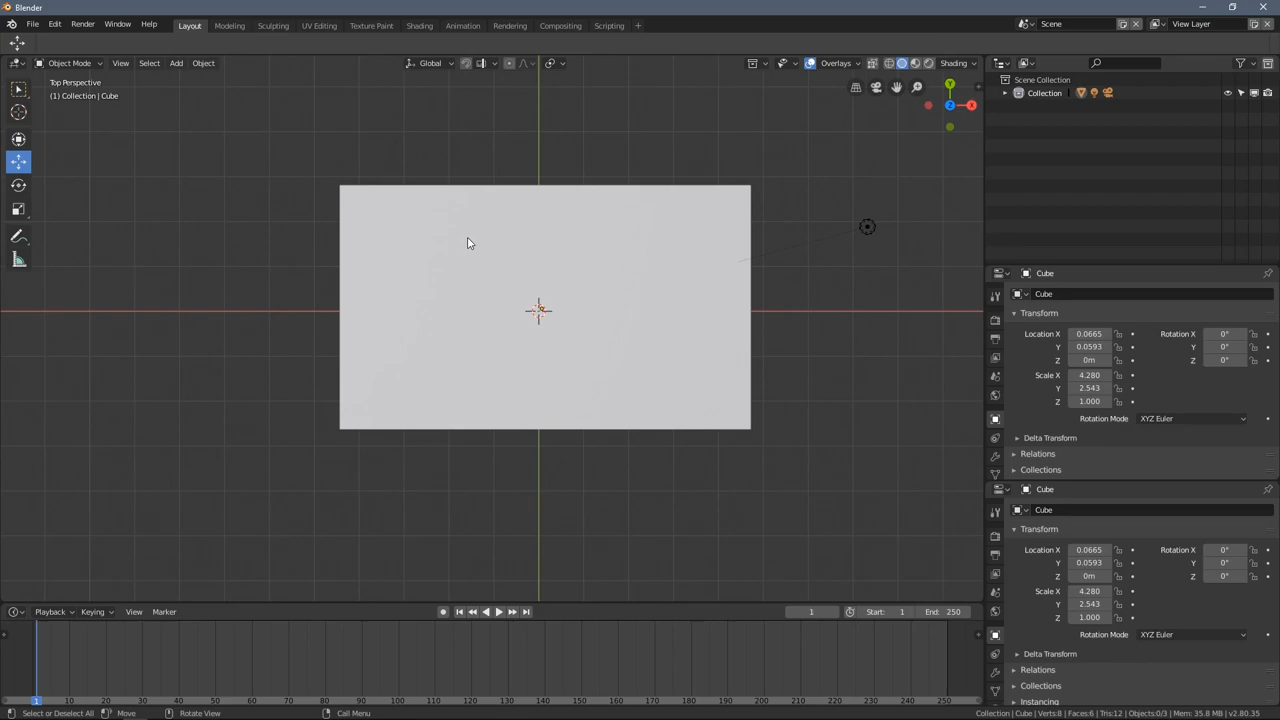 Blender
File Edit Render Window Help Layout Modeling Sculpting UV Editing Texture Paint Shading Animation Rendering Compositing Scripting + Scene View Layer
Object Mode View Select Add Object Global Overlays Shading
Top Perspective
(1) Collection | Cube
Y
Z X
Scene Collection
Collection
Cube
Cube
Transform
Location X 0.0665 Rotation X 0°
Y 0.0593 Y 0°
Z 0m Z 0°
Scale X 4.280
Y 2.543
Z 1.000
Rotation Mode XYZ Euler
Delta Transform
Relations
Collections
Cube
Cube
Transform
Location X 0.0665 Rotation X 0°
Y 0.0593 Y 0°
Z 0m Z 0°
Scale X 4.280
Y 2.543
Z 1.000
Rotation Mode XYZ Euler
Delta Transform
Relations
Collections
Instancing
Playback Keying View Marker 1 Start: 1 End: 250
1 10 20 30 40 50 60 70 80 90 100 110 120 130 140 150 160 170 180 190 200 210 220 230 240 250
Select or Deselect All Move Rotate View Call Menu Collection | Cube | Verts:8 | Faces:6 | Tris:12 | Objects:0/3 | Mem: 35.8 MB | v2.80.35